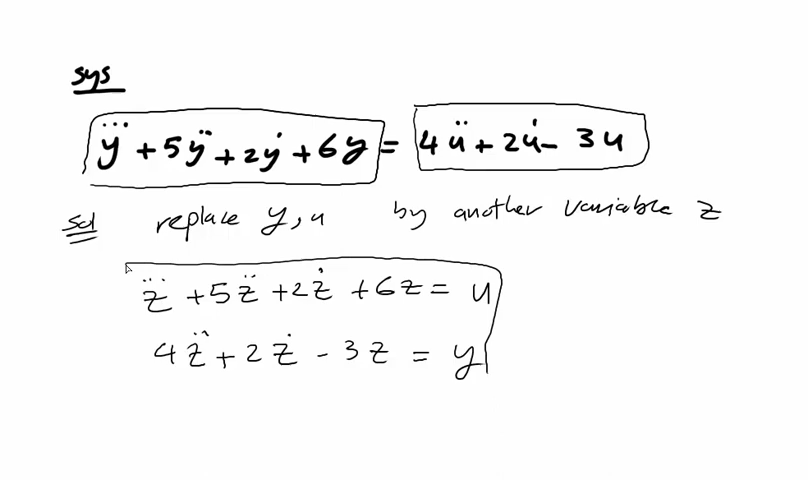 sys
y⃛ + 5ÿ + 2ẏ + 6y = 4ü + 2u̇ - 3u
Sol replace y, u by another variable z
z⃛ + 5z̈ + 2ż + 6z = u
4z̈ + 2ż - 3z = y